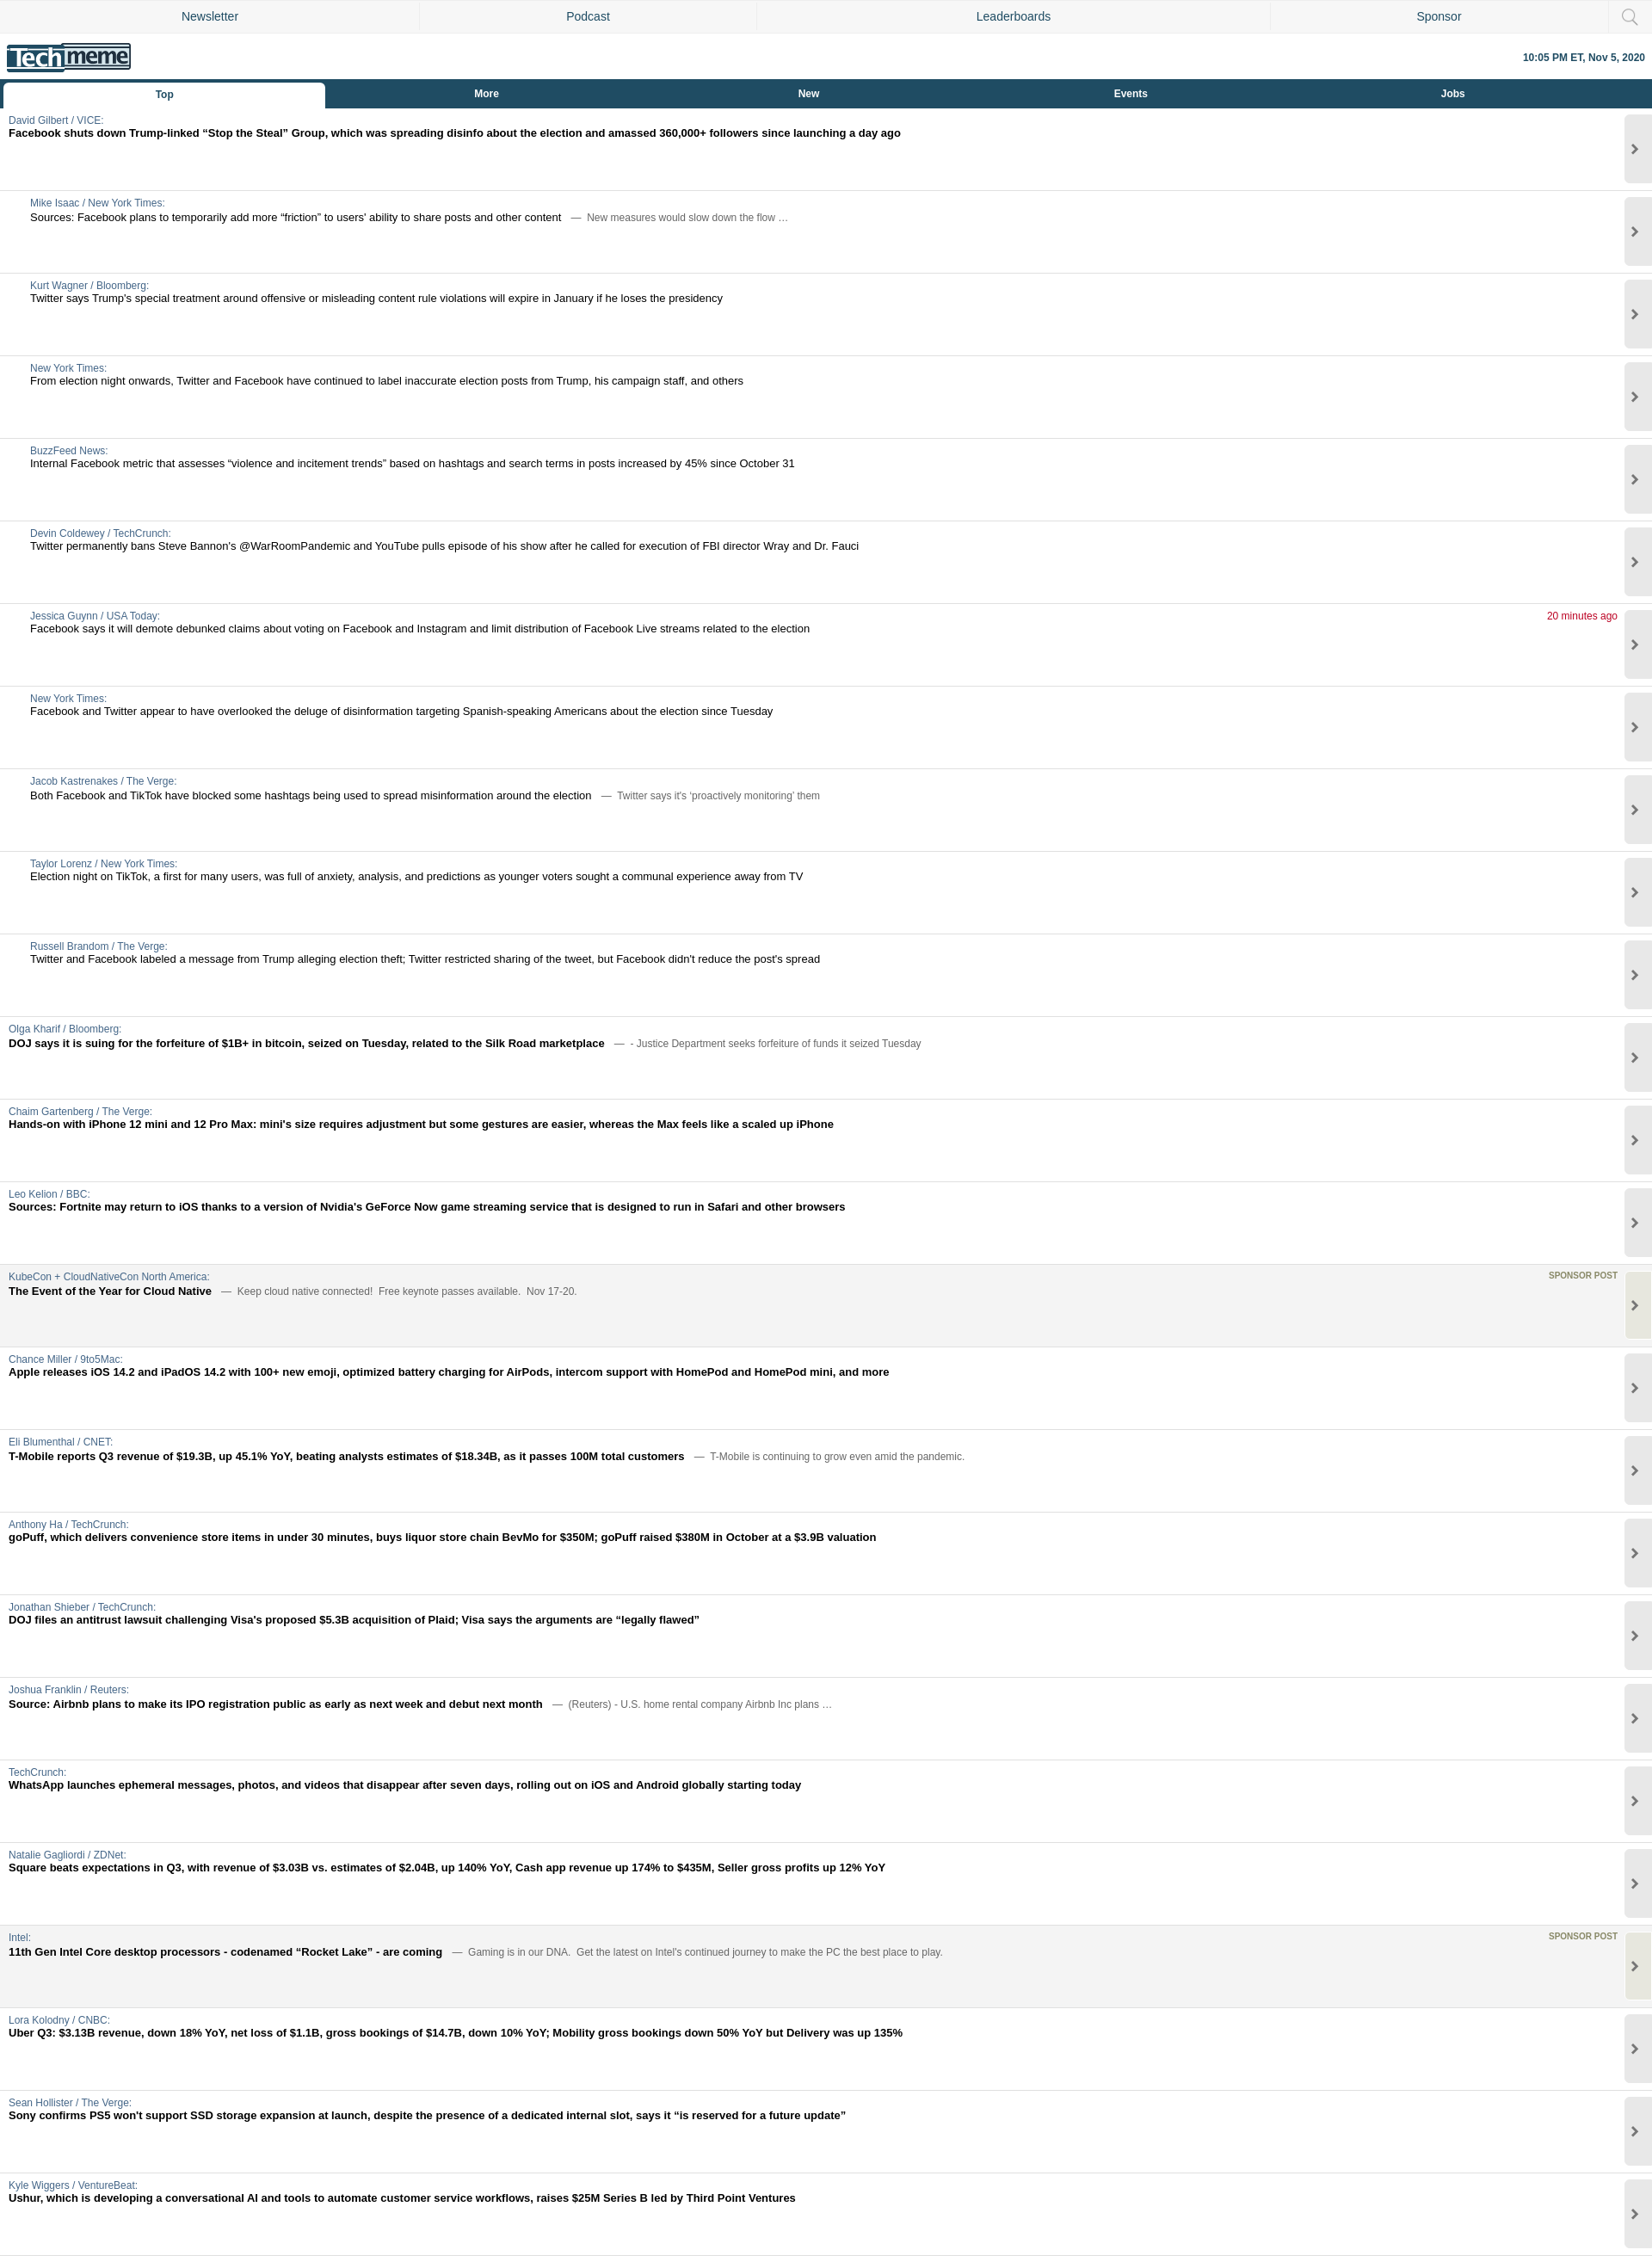 Newsletter Podcast Leaderboards Sponsor
Techmeme 10:05 PM ET, Nov 5, 2020
Top More New Events Jobs
David Gilbert / VICE:
Facebook shuts down Trump-linked “Stop the Steal” Group, which was spreading disinfo about the election and amassed 360,000+ followers since launching a day ago
Mike Isaac / New York Times:
Sources: Facebook plans to temporarily add more “friction” to users' ability to share posts and other content — New measures would slow down the flow …
Kurt Wagner / Bloomberg:
Twitter says Trump's special treatment around offensive or misleading content rule violations will expire in January if he loses the presidency
New York Times:
From election night onwards, Twitter and Facebook have continued to label inaccurate election posts from Trump, his campaign staff, and others
BuzzFeed News:
Internal Facebook metric that assesses “violence and incitement trends” based on hashtags and search terms in posts increased by 45% since October 31
Devin Coldewey / TechCrunch:
Twitter permanently bans Steve Bannon's @WarRoomPandemic and YouTube pulls episode of his show after he called for execution of FBI director Wray and Dr. Fauci
Jessica Guynn / USA Today: 20 minutes ago
Facebook says it will demote debunked claims about voting on Facebook and Instagram and limit distribution of Facebook Live streams related to the election
New York Times:
Facebook and Twitter appear to have overlooked the deluge of disinformation targeting Spanish-speaking Americans about the election since Tuesday
Jacob Kastrenakes / The Verge:
Both Facebook and TikTok have blocked some hashtags being used to spread misinformation around the election — Twitter says it's ‘proactively monitoring’ them
Taylor Lorenz / New York Times:
Election night on TikTok, a first for many users, was full of anxiety, analysis, and predictions as younger voters sought a communal experience away from TV
Russell Brandom / The Verge:
Twitter and Facebook labeled a message from Trump alleging election theft; Twitter restricted sharing of the tweet, but Facebook didn't reduce the post's spread
Olga Kharif / Bloomberg:
DOJ says it is suing for the forfeiture of $1B+ in bitcoin, seized on Tuesday, related to the Silk Road marketplace — - Justice Department seeks forfeiture of funds it seized Tuesday
Chaim Gartenberg / The Verge:
Hands-on with iPhone 12 mini and 12 Pro Max: mini's size requires adjustment but some gestures are easier, whereas the Max feels like a scaled up iPhone
Leo Kelion / BBC:
Sources: Fortnite may return to iOS thanks to a version of Nvidia's GeForce Now game streaming service that is designed to run in Safari and other browsers
KubeCon + CloudNativeCon North America: SPONSOR POST
The Event of the Year for Cloud Native — Keep cloud native connected! Free keynote passes available. Nov 17-20.
Chance Miller / 9to5Mac:
Apple releases iOS 14.2 and iPadOS 14.2 with 100+ new emoji, optimized battery charging for AirPods, intercom support with HomePod and HomePod mini, and more
Eli Blumenthal / CNET:
T-Mobile reports Q3 revenue of $19.3B, up 45.1% YoY, beating analysts estimates of $18.34B, as it passes 100M total customers — T-Mobile is continuing to grow even amid the pandemic.
Anthony Ha / TechCrunch:
goPuff, which delivers convenience store items in under 30 minutes, buys liquor store chain BevMo for $350M; goPuff raised $380M in October at a $3.9B valuation
Jonathan Shieber / TechCrunch:
DOJ files an antitrust lawsuit challenging Visa's proposed $5.3B acquisition of Plaid; Visa says the arguments are “legally flawed”
Joshua Franklin / Reuters:
Source: Airbnb plans to make its IPO registration public as early as next week and debut next month — (Reuters) - U.S. home rental company Airbnb Inc plans …
TechCrunch:
WhatsApp launches ephemeral messages, photos, and videos that disappear after seven days, rolling out on iOS and Android globally starting today
Natalie Gagliordi / ZDNet:
Square beats expectations in Q3, with revenue of $3.03B vs. estimates of $2.04B, up 140% YoY, Cash app revenue up 174% to $435M, Seller gross profits up 12% YoY
Intel: SPONSOR POST
11th Gen Intel Core desktop processors - codenamed “Rocket Lake” - are coming — Gaming is in our DNA. Get the latest on Intel's continued journey to make the PC the best place to play.
Lora Kolodny / CNBC:
Uber Q3: $3.13B revenue, down 18% YoY, net loss of $1.1B, gross bookings of $14.7B, down 10% YoY; Mobility gross bookings down 50% YoY but Delivery was up 135%
Sean Hollister / The Verge:
Sony confirms PS5 won't support SSD storage expansion at launch, despite the presence of a dedicated internal slot, says it “is reserved for a future update”
Kyle Wiggers / VentureBeat:
Ushur, which is developing a conversational AI and tools to automate customer service workflows, raises $25M Series B led by Third Point Ventures